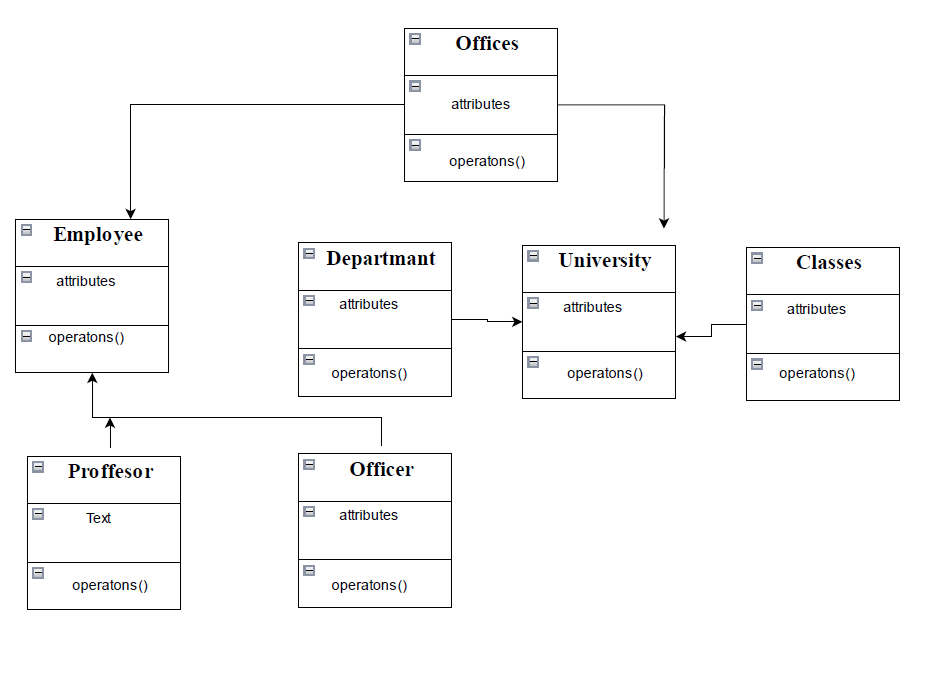 Offices
attributes
operatons()
Employee
attributes
operatons()
Departmant
attributes
operatons()
University
attributes
operatons()
Classes
attributes
operatons()
Proffesor
Text
operatons()
Officer
attributes
operatons()